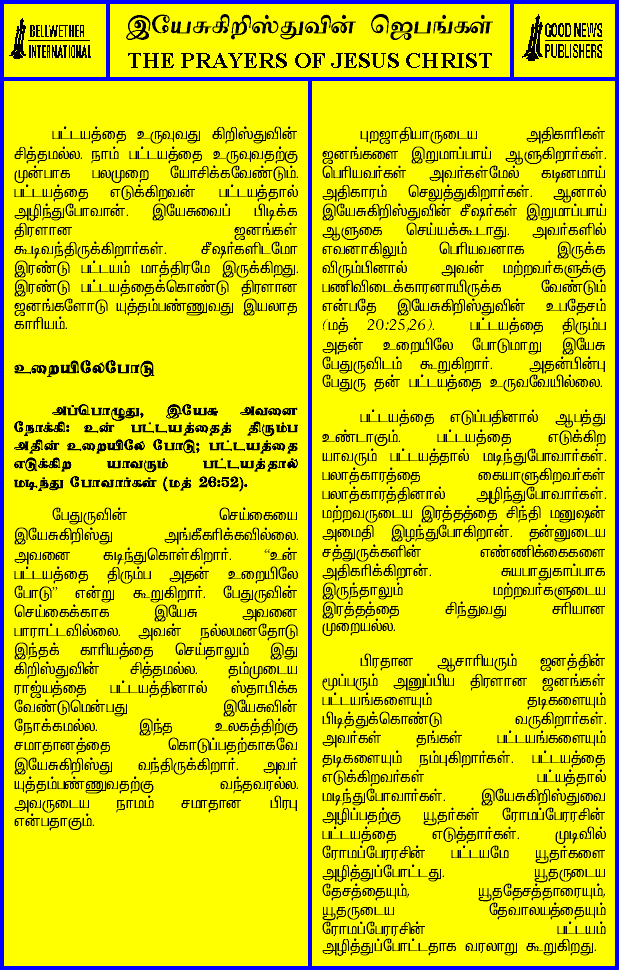 BELLWETHER
INTERNATIONAL
இயேசுகிறிஸ்துவின் ஜெபங்கள்
THE PRAYERS OF JESUS CHRIST
GOOD NEWS
PUBLISHERS
பட்டயத்தை உருவுவது கிறிஸ்துவின்
சித்தமல்ல. நாம் பட்டயத்தை உருவுவதற்கு
முன்பாக பலமுறை யோசிக்கவேண்டும்.
பட்டயத்தை எடுக்கிறவன் பட்டயத்தால்
அழிந்துபோவான். இயேசுவைப் பிடிக்க
திரளான ஜனங்கள்
கூடிவந்திருக்கிறார்கள். சீஷர்களிடமோ
இரண்டு பட்டயம் மாத்திரமே இருக்கிறது.
இரண்டு பட்டயத்தைக்கொண்டு திரளான
ஜனங்களோடு யுத்தம்பண்ணுவது இயலாத
காரியம்.
உறையிலேபோடு
அப்பொழுது, இயேசு அவனை
நோக்கி: உன் பட்டயத்தைத் திரும்ப
அதின் உறையிலே போடு; பட்டயத்தை
எடுக்கிற யாவரும் பட்டயத்தால்
மடிந்து போவார்கள் (மத் 26:52).
பேதுருவின் செய்கையை
இயேசுகிறிஸ்து அங்கீகரிக்கவில்லை.
அவனை கடிந்துகொள்கிறார். “உன்
பட்டயத்தை திரும்ப அதன் உறையிலே
போடு” என்று கூறுகிறார். பேதுருவின்
செய்கைக்காக இயேசு அவனை
பாராட்டவில்லை. அவன் நல்லமனதோடு
இந்தக் காரியத்தை செய்தாலும் இது
கிறிஸ்துவின் சித்தமல்ல. தம்முடைய
ராஜ்யத்தை பட்டயத்தினால் ஸ்தாபிக்க
வேண்டுமென்பது இயேசுவின்
நோக்கமல்ல. இந்த உலகத்திற்கு
சமாதானத்தை கொடுப்பதற்காகவே
இயேசுகிறிஸ்து வந்திருக்கிறார். அவர்
யுத்தம்பண்ணுவதற்கு வந்தவரல்ல.
அவருடைய நாமம் சமாதான பிரபு
என்பதாகும்.
புறஜாதியாருடைய அதிகாரிகள்
ஜனங்களை இறுமாப்பாய் ஆளுகிறார்கள்.
பெரியவர்கள் அவர்கள்மேல் கடினமாய்
அதிகாரம் செலுத்துகிறார்கள். ஆனால்
இயேசுகிறிஸ்துவின் சீஷர்கள் இறுமாப்பாய்
ஆளுகை செய்யக்கூடாது. அவர்களில்
எவனாகிலும் பெரியவனாக இருக்க
விரும்பினால் அவன் மற்றவர்களுக்கு
பணிவிடைக்காரனாயிருக்க வேண்டும்
என்பதே இயேசுகிறிஸ்துவின் உபதேசம்
(மத் 20:25,26). பட்டயத்தை திரும்ப
அதன் உறையிலே போடுமாறு இயேசு
பேதுருவிடம் கூறுகிறார். அதன்பின்பு
பேதுரு தன் பட்டயத்தை உருவவேயில்லை.
பட்டயத்தை எடுப்பதினால் ஆபத்து
உண்டாகும். பட்டயத்தை எடுக்கிற
யாவரும் பட்டயத்தால் மடிந்துபோவார்கள்.
பலாத்காரத்தை கையாளுகிறவர்கள்
பலாத்காரத்தினால் அழிந்துபோவார்கள்.
மற்றவருடைய இரத்தத்தை சிந்தி மனுஷன்
அமைதி இழந்துபோகிறான். தன்னுடைய
சத்துருக்களின் எண்ணிக்கைகளை
அதிகரிக்கிறான். சுயபாதுகாப்பாக
இருந்தாலும் மற்றவர்களுடைய
இரத்தத்தை சிந்துவது சரியான
முறையல்ல.
பிரதான ஆசாரியரும் ஜனத்தின்
மூப்பரும் அனுப்பிய திரளான ஜனங்கள்
பட்டயங்களையும் தடிகளையும்
பிடித்துக்கொண்டு வருகிறார்கள்.
அவர்கள் தங்கள் பட்டயங்களையும்
தடிகளையும் நம்புகிறார்கள். பட்டயத்தை
எடுக்கிறவர்கள் பட்யத்தால்
மடிந்துபோவார்கள். இயேசுகிறிஸ்துவை
அழிப்பதற்கு யூதர்கள் ரோமப்பேரரசின்
பட்டயத்தை எடுத்தார்கள். முடிவில்
ரோமப்பேரரசின் பட்டயமே யூதர்களை
அழித்துப்போட்டது. யூதருடைய
தேசத்தையும், யூததேசத்தாரையும்,
யூதருடைய தேவாலயத்தையும்
ரோமப்பேரரசின் பட்டயம்
அழித்துப்போட்டதாக வரலாறு கூறுகிறது.